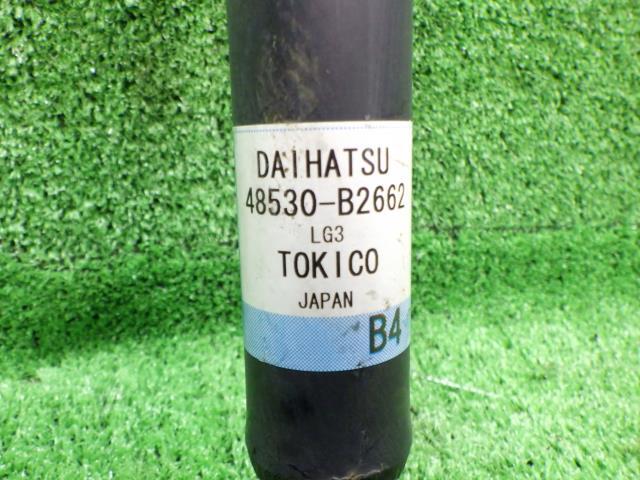 DAIHATSU
48530-B2662
LG3
TOKICO
JAPAN
B4